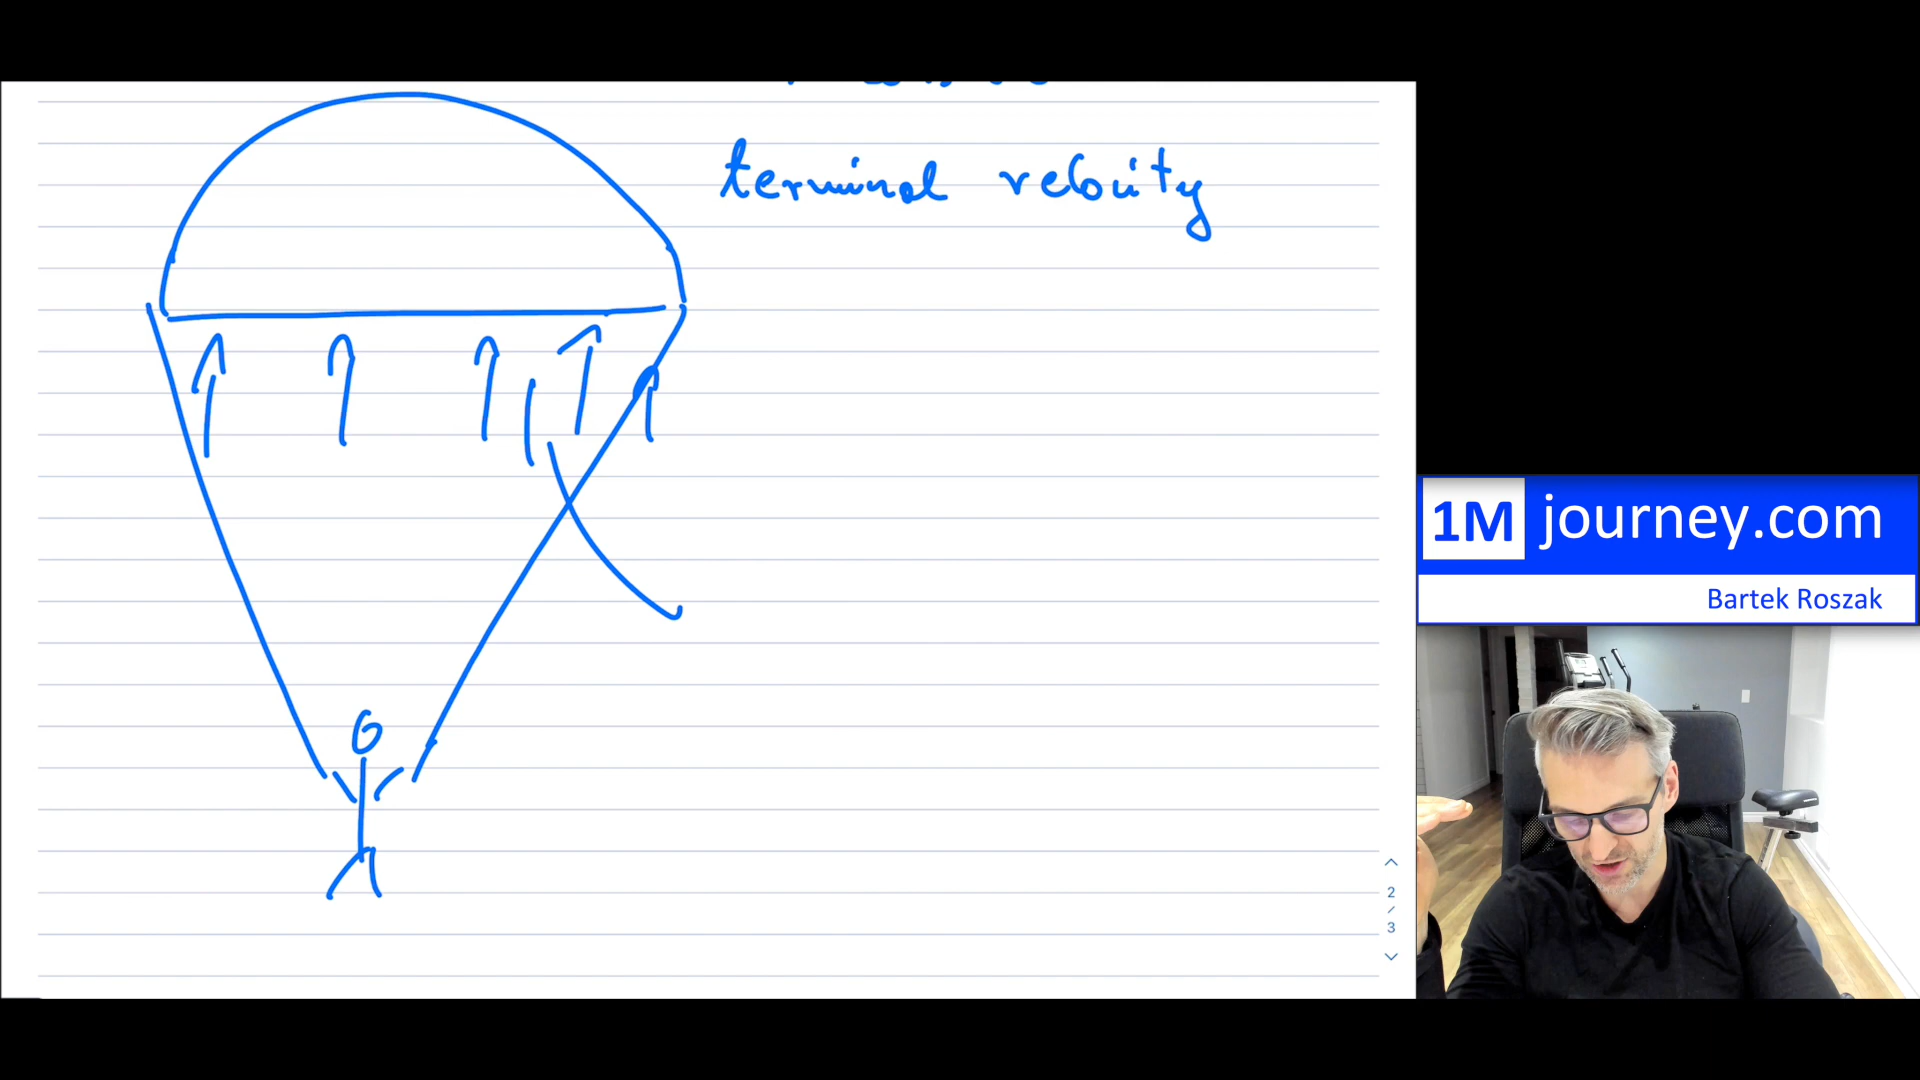 terminal velocity
1M journey.com
Bartek Roszak
2
/
3